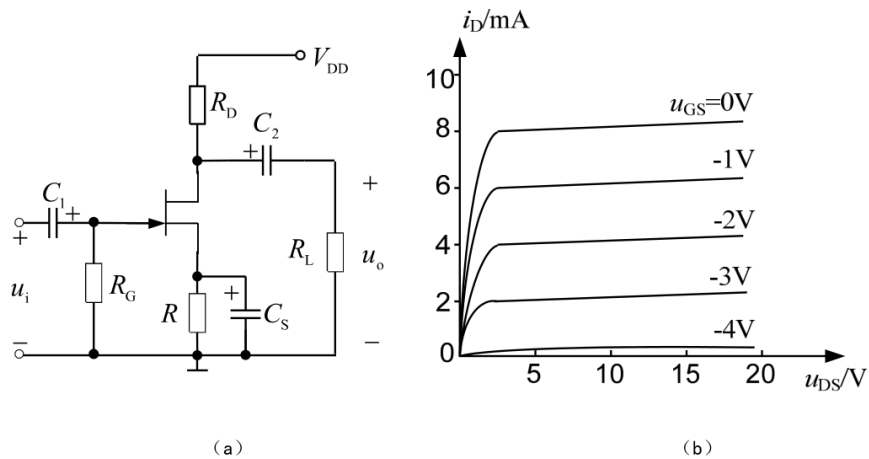 V_DD
R_D
C_2
+
C_1
+
+
+
R_L
u_o
u_i
R_G
R
+
C_S
−
−
(a)
i_D/mA
10
8
6
4
2
0
u_GS=0V
-1V
-2V
-3V
-4V
5
10
15
20
u_DS/V
(b)